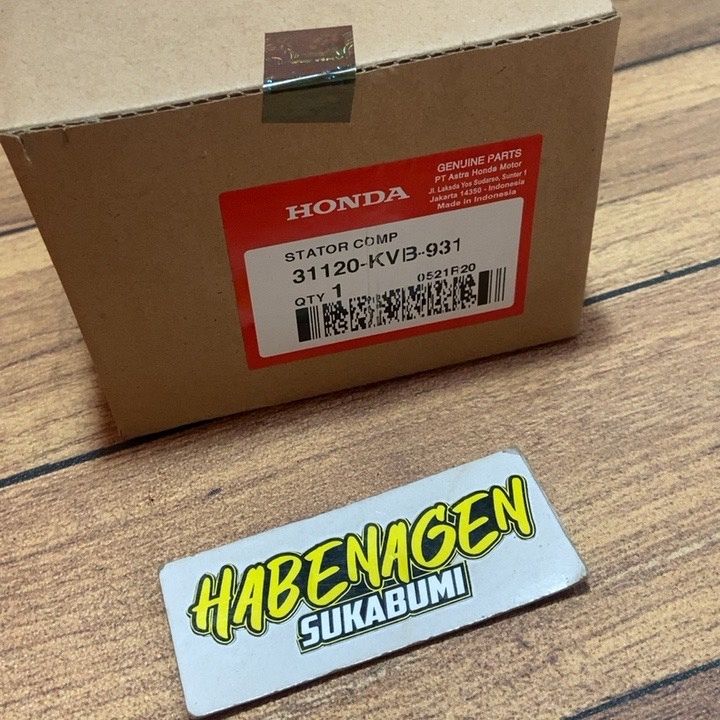 GENUINE PARTS
PT Astra Honda Motor
Jl. Laksda Yos Sudarso, Sunter 1
Jakarta 14350 - Indonesia
Made in Indonesia
HONDA
STATOR COMP
31120-KVB-931
QTY 1
0521R20
HABENAGEN
SUKABUMI